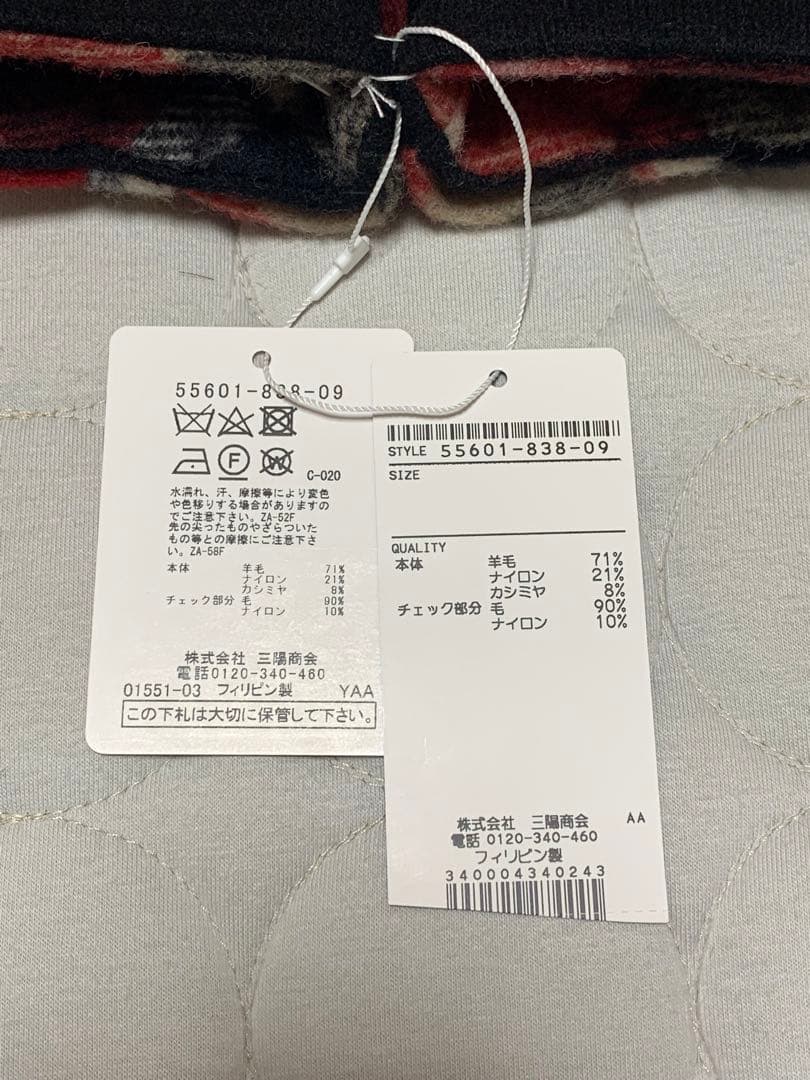 55601-838-09
F
W
C-020
水濡れ、汗、摩擦等により変色
や色移りする場合がありますの
でご注意下さい。ZA-52F
先の尖ったものやざらついた
もの等との摩擦にご注意下さ
い。ZA-58F
本体 羊毛 71%
ナイロン 21%
カシミヤ 8%
チェック部分 毛 90%
ナイロン 10%
株式会社 三陽商会
電話0120-340-460
01551-03 フィリピン製 YAA
この下札は大切に保管して下さい。
STYLE 55601-838-09
SIZE
QUALITY
本体 羊毛 71%
ナイロン 21%
カシミヤ 8%
チェック部分 毛 90%
ナイロン 10%
株式会社 三陽商会 AA
電話 0120-340-460
フィリピン製
340004340243